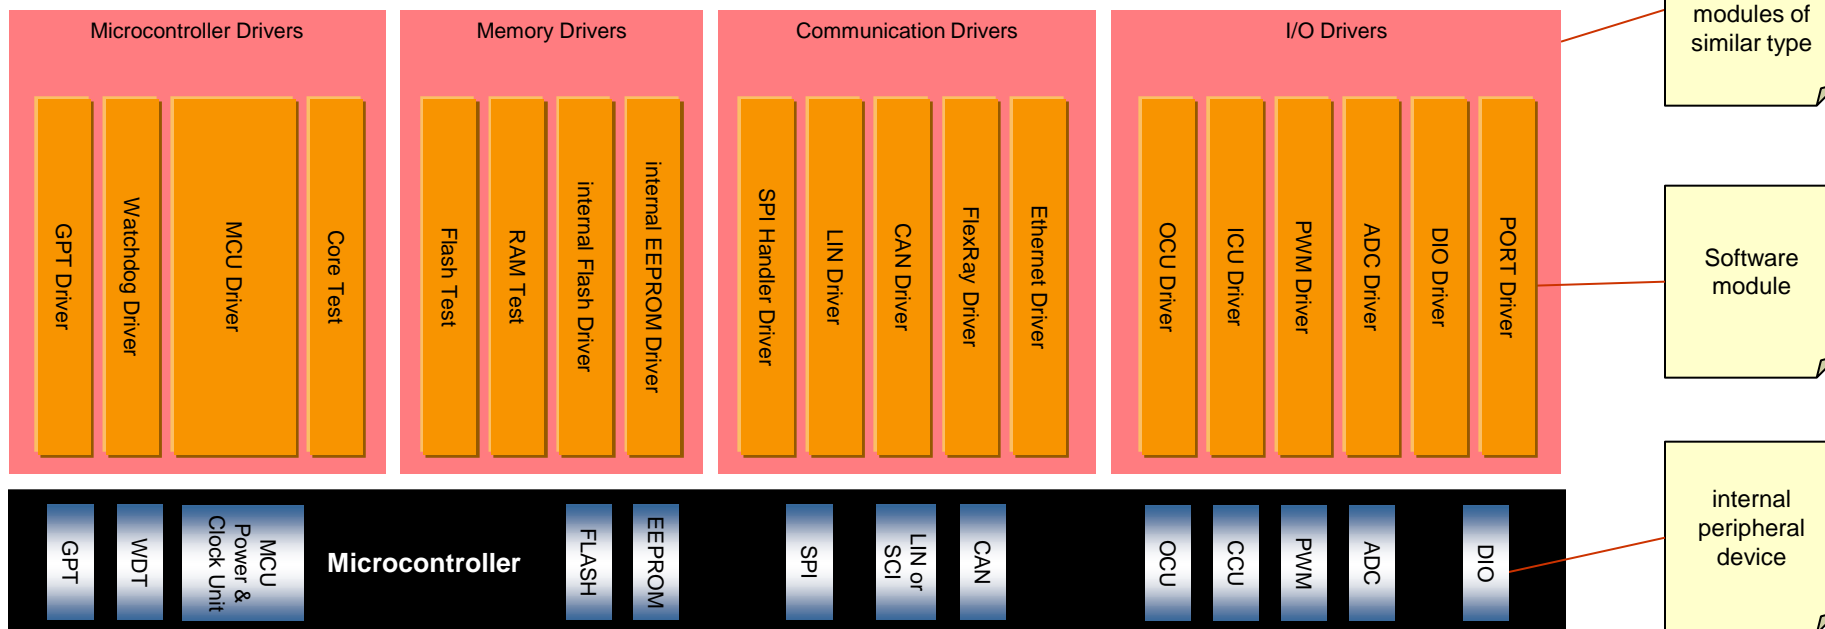 Microcontroller Drivers
GPT Driver
Watchdog Driver
MCU Driver
Core Test
Memory Drivers
Flash Test
RAM Test
internal Flash Driver
internal EEPROM Driver
Communication Drivers
SPI Handler Driver
LIN Driver
CAN Driver
FlexRay Driver
Ethernet Driver
I/O Drivers
OCU Driver
ICU Driver
PWM Driver
ADC Driver
DIO Driver
PORT Driver
modules of
similar type
Software
module
internal
peripheral
device
GPT
WDT
MCU
Power &
Clock Unit
Microcontroller
FLASH
EEPROM
SPI
LIN or
SCI
CAN
OCU
CCU
PWM
ADC
DIO